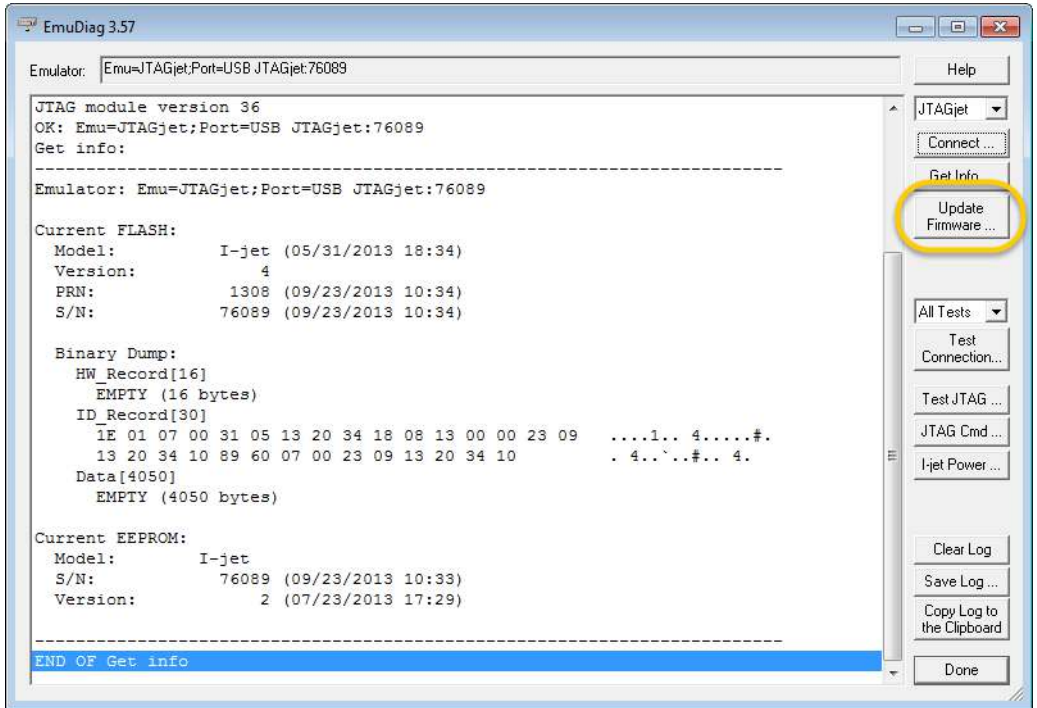 EmuDiag 3.57
Emulator: Emu=JTAGjet;Port=USB JTAGjet:76089
JTAG module version 36
OK: Emu=JTAGjet;Port=USB JTAGjet:76089
Get info:
--------------------------------------------------------------------------
Emulator: Emu=JTAGjet;Port=USB JTAGjet:76089
Current FLASH:
Model: I-jet (05/31/2013 18:34)
Version: 4
PRN: 1308 (09/23/2013 10:34)
S/N: 76089 (09/23/2013 10:34)
Binary Dump:
HW_Record[16]
EMPTY (16 bytes)
ID_Record[30]
1E 01 07 00 31 05 13 20 34 18 08 13 00 00 23 09 ....1.. 4.....#.
13 20 34 10 89 60 07 00 23 09 13 20 34 10 . 4..`..#.. 4.
Data[4050]
EMPTY (4050 bytes)
Current EEPROM:
Model: I-jet
S/N: 76089 (09/23/2013 10:33)
Version: 2 (07/23/2013 17:29)
--------------------------------------------------------------------------
END OF Get info
Help
JTAGjet
Connect ...
Get Info
Update
Firmware ...
All Tests
Test
Connection...
Test JTAG ...
JTAG Cmd ...
I-jet Power ...
Clear Log
Save Log ...
Copy Log to
the Clipboard
Done